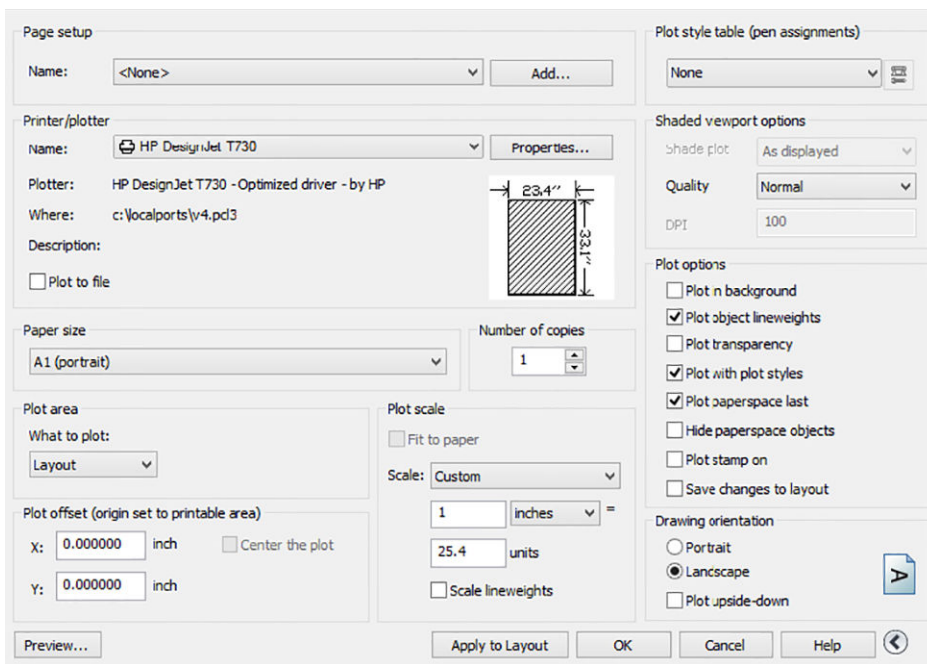 Page setup
Name:
<None>
Add...
Printer/plotter
Name:
HP DesignJet T730
Properties...
Plotter:
HP DesignJet T730 - Optimized driver - by HP
Where:
c:\localports\v4.pcl3
Description:
Plot to file
23.4″
33.1″
Paper size
A1 (portrait)
Number of copies
1
Plot area
What to plot:
Layout
Plot offset (origin set to printable area)
X:
0.000000
inch
Center the plot
Y:
0.000000
inch
Plot scale
Fit to paper
Scale:
Custom
1
inches
=
25.4
units
Scale lineweights
Plot style table (pen assignments)
None
Shaded viewport options
Shade plot
As displayed
Quality
Normal
DPI
100
Plot options
Plot in background
Plot object lineweights
Plot transparency
Plot with plot styles
Plot paperspace last
Hide paperspace objects
Plot stamp on
Save changes to layout
Drawing orientation
Portrait
Landscape
Plot upside-down
A
Preview...
Apply to Layout
OK
Cancel
Help